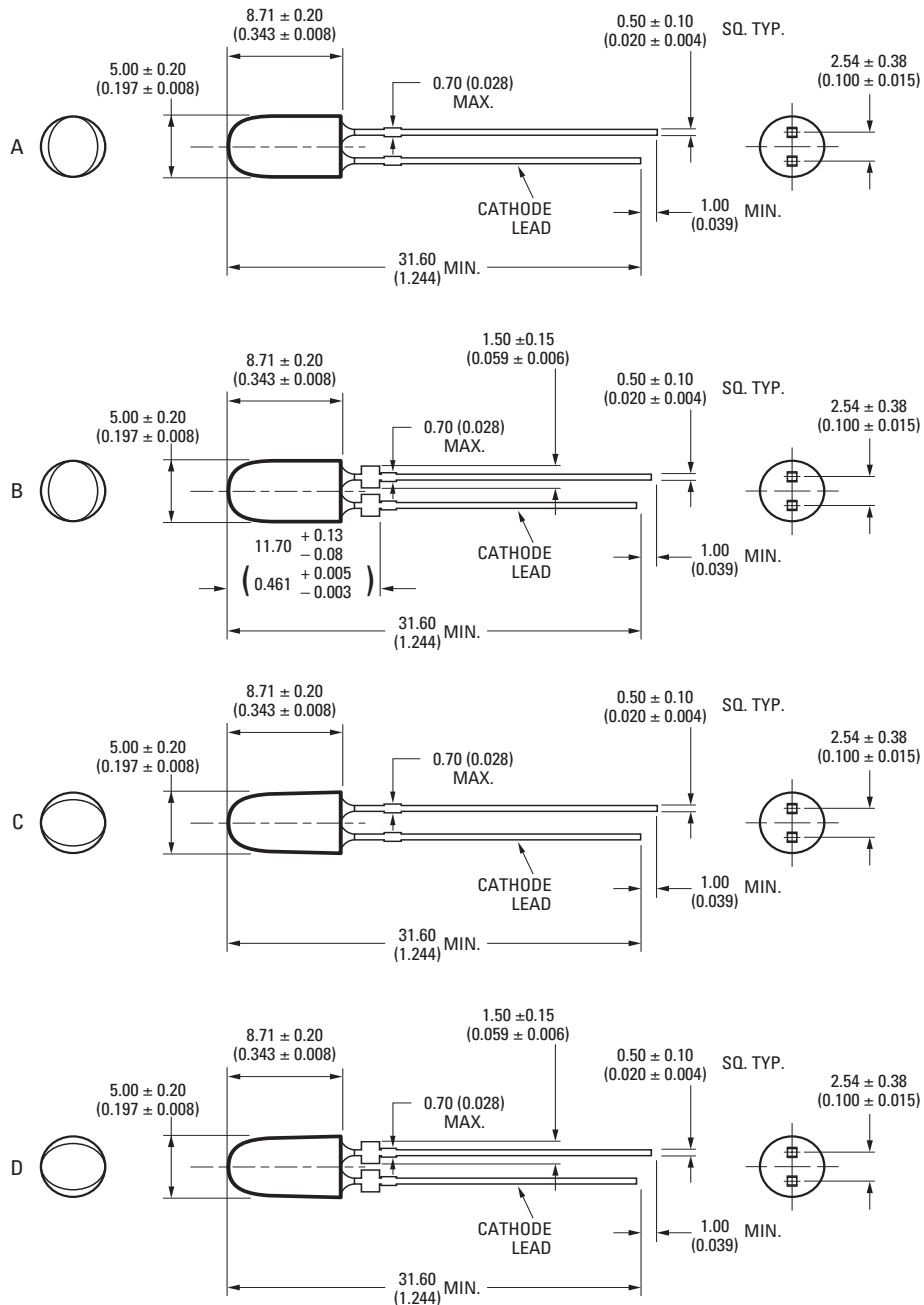 8.71 ± 0.20
(0.343 ± 0.008)
0.50 ± 0.10
(0.020 ± 0.004)
SQ. TYP.
2.54 ± 0.38
(0.100 ± 0.015)
5.00 ± 0.20
(0.197 ± 0.008)
0.70 (0.028)
MAX.
A
CATHODE
LEAD
1.00
(0.039)
MIN.
31.60
(1.244)
MIN.
8.71 ± 0.20
(0.343 ± 0.008)
1.50 ±0.15
(0.059 ± 0.006)
0.50 ± 0.10
(0.020 ± 0.004)
SQ. TYP.
2.54 ± 0.38
(0.100 ± 0.015)
5.00 ± 0.20
(0.197 ± 0.008)
0.70 (0.028)
MAX.
B
11.70 + 0.13
– 0.08
(0.461 + 0.005
– 0.003)
CATHODE
LEAD
1.00
(0.039)
MIN.
31.60
(1.244)
MIN.
8.71 ± 0.20
(0.343 ± 0.008)
0.50 ± 0.10
(0.020 ± 0.004)
SQ. TYP.
2.54 ± 0.38
(0.100 ± 0.015)
5.00 ± 0.20
(0.197 ± 0.008)
0.70 (0.028)
MAX.
C
CATHODE
LEAD
1.00
(0.039)
MIN.
31.60
(1.244)
MIN.
8.71 ± 0.20
(0.343 ± 0.008)
1.50 ±0.15
(0.059 ± 0.006)
0.50 ± 0.10
(0.020 ± 0.004)
SQ. TYP.
2.54 ± 0.38
(0.100 ± 0.015)
5.00 ± 0.20
(0.197 ± 0.008)
0.70 (0.028)
MAX.
D
CATHODE
LEAD
1.00
(0.039)
MIN.
31.60
(1.244)
MIN.